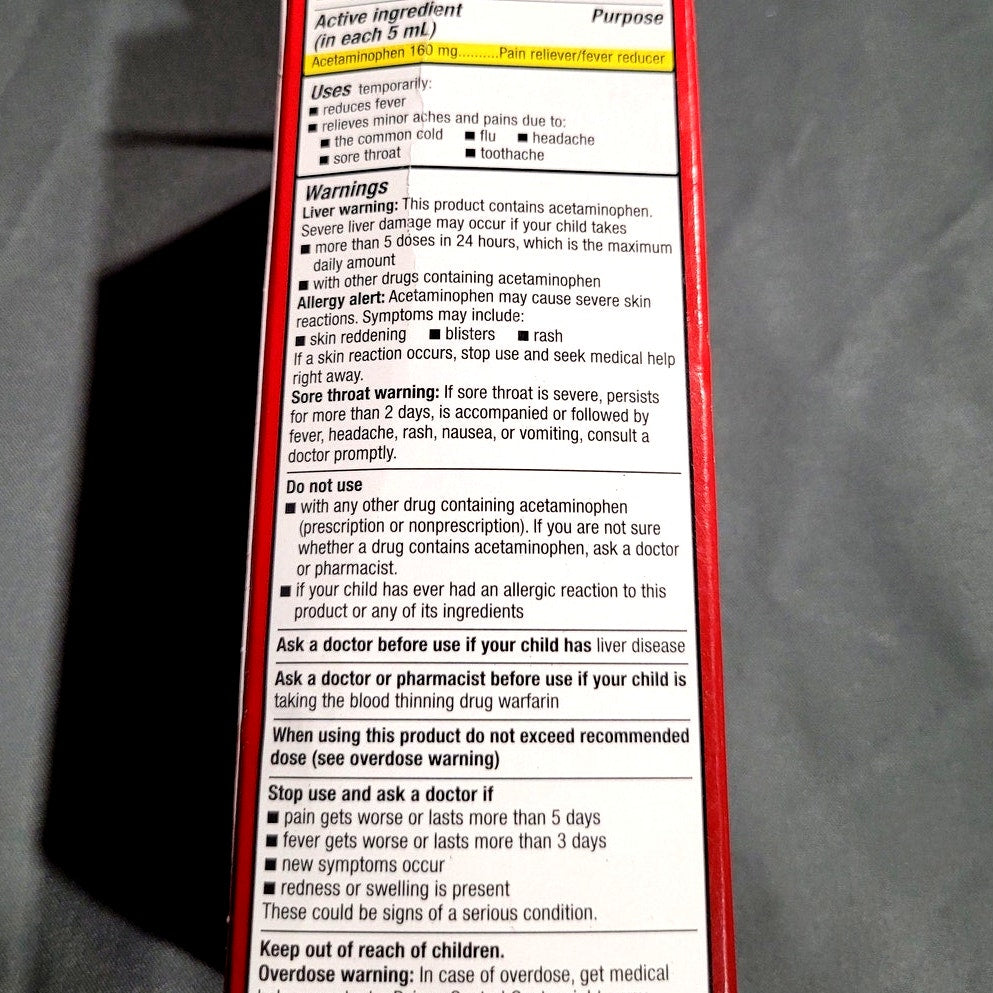 Active ingredient Purpose
(in each 5 mL)
Acetaminophen 160 mg..........Pain reliever/fever reducer
Uses temporarily:
■ reduces fever
■ relieves minor aches and pains due to:
■ the common cold ■ flu ■ headache
■ sore throat ■ toothache
Warnings
Liver warning: This product contains acetaminophen.
Severe liver damage may occur if your child takes
■ more than 5 doses in 24 hours, which is the maximum
daily amount
■ with other drugs containing acetaminophen
Allergy alert: Acetaminophen may cause severe skin
reactions. Symptoms may include:
■ skin reddening ■ blisters ■ rash
If a skin reaction occurs, stop use and seek medical help
right away.
Sore throat warning: If sore throat is severe, persists
for more than 2 days, is accompanied or followed by
fever, headache, rash, nausea, or vomiting, consult a
doctor promptly.
Do not use
■ with any other drug containing acetaminophen
(prescription or nonprescription). If you are not sure
whether a drug contains acetaminophen, ask a doctor
or pharmacist.
■ if your child has ever had an allergic reaction to this
product or any of its ingredients
Ask a doctor before use if your child has liver disease
Ask a doctor or pharmacist before use if your child is
taking the blood thinning drug warfarin
When using this product do not exceed recommended
dose (see overdose warning)
Stop use and ask a doctor if
■ pain gets worse or lasts more than 5 days
■ fever gets worse or lasts more than 3 days
■ new symptoms occur
■ redness or swelling is present
These could be signs of a serious condition.
Keep out of reach of children.
Overdose warning: In case of overdose, get medical